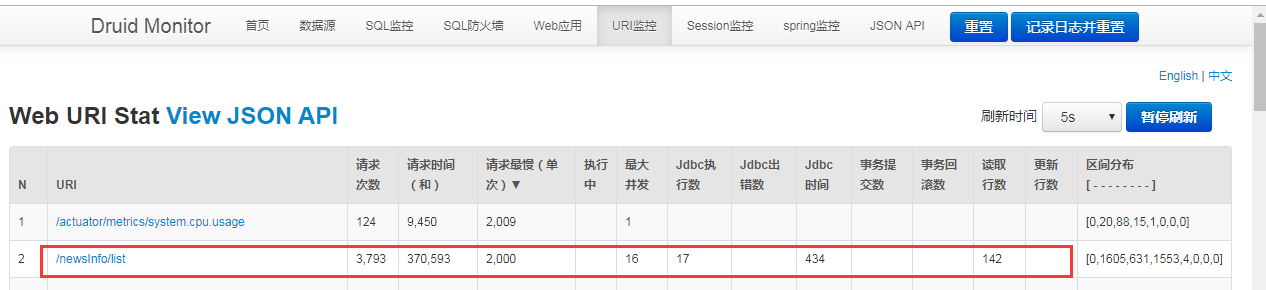 Druid Monitor 首页 数据源 SQL监控 SQL防火墙 Web应用 URI监控 Session监控 spring监控 JSON API 重置 记录日志并重置
English | 中文
Web URI Stat View JSON API 刷新时间 5s 暂停刷新
N URI 请求次数 请求时间（和） 请求最慢（单次）▼ 执行中 最大并发 Jdbc执行数 Jdbc出错数 Jdbc时间 事务提交数 事务回滚数 读取行数 更新行数 区间分布 [ - - - - - - - - ]
1 /actuator/metrics/system.cpu.usage 124 9,450 2,009 1 [0,20,88,15,1,0,0,0]
2 /newsInfo/list 3,793 370,593 2,000 16 17 434 142 [0,1605,631,1553,4,0,0,0]